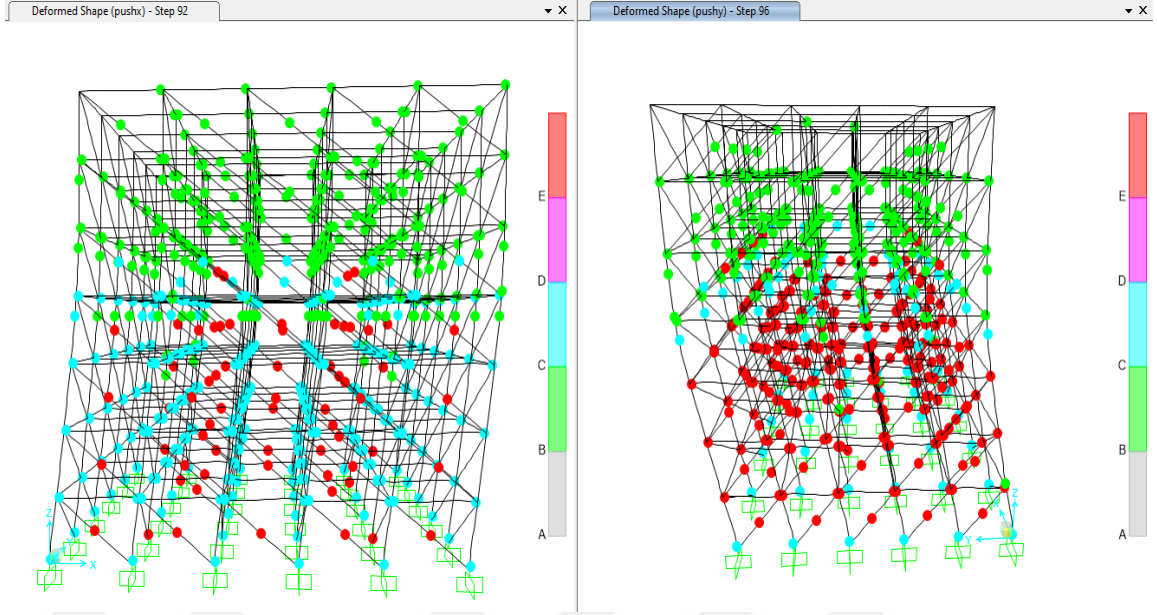 Deformed Shape (pushx) - Step 92
E
D
C
B
A
Z
X
Deformed Shape (pushy) - Step 96
E
D
C
B
A
Z
Y